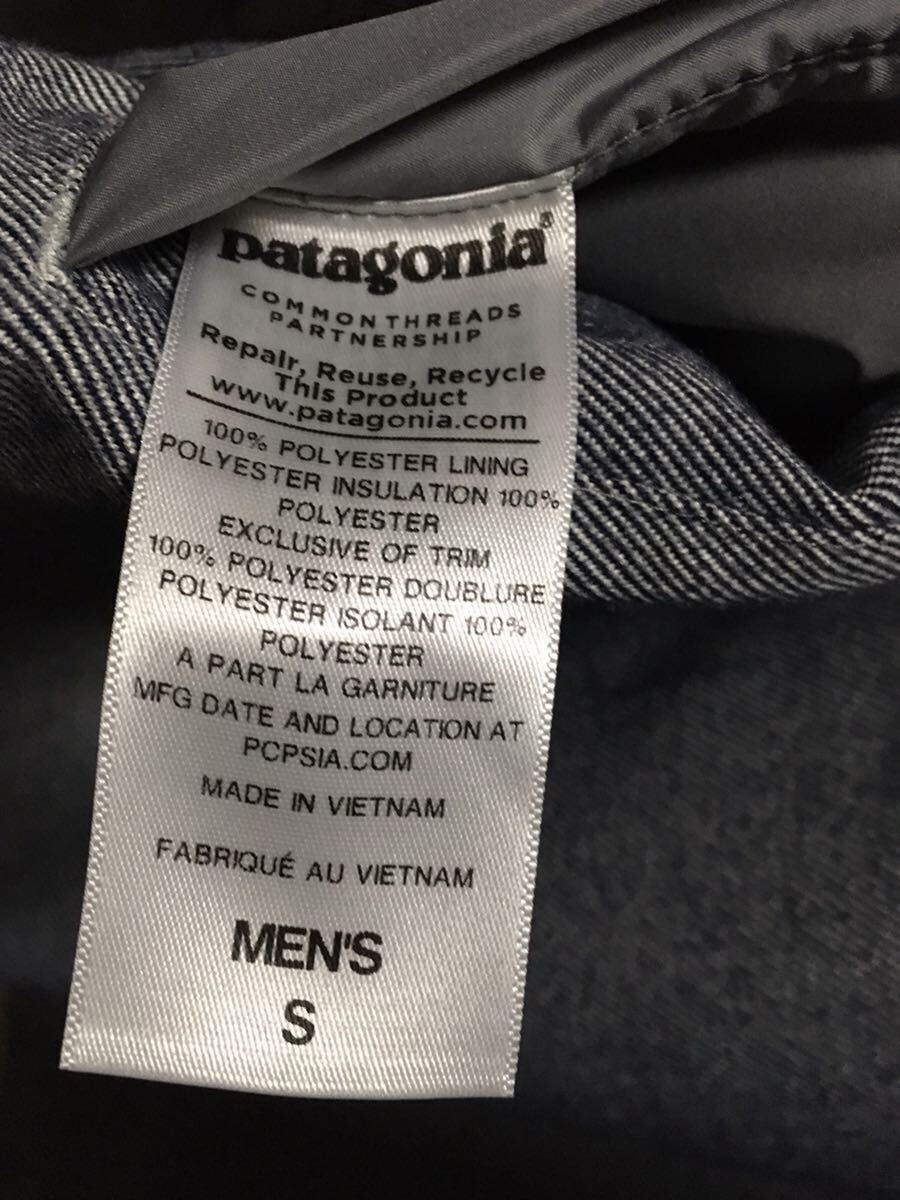 patagonia®
COMMON THREADS
PARTNERSHIP
Repair, Reuse, Recycle
This Product
www.patagonia.com
100% POLYESTER LINING
POLYESTER INSULATION 100%
POLYESTER
EXCLUSIVE OF TRIM
100% POLYESTER DOUBLURE
POLYESTER ISOLANT 100%
POLYESTER
A PART LA GARNITURE
MFG DATE AND LOCATION AT
PCPSIA.COM
MADE IN VIETNAM
FABRIQUÉ AU VIETNAM
MEN'S
S